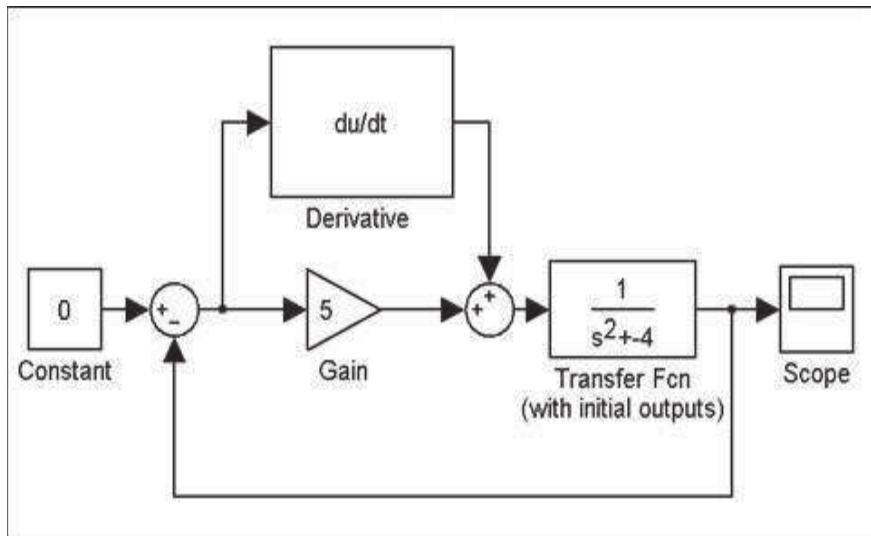 du/dt
Derivative
0
+
−
5
+
+
1
s²+-4
Constant
Gain
Transfer Fcn
(with initial outputs)
Scope